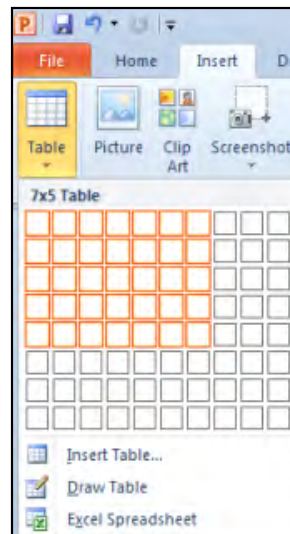 P
File Home Insert D
Table Picture Clip Art Screenshot
7x5 Table
Insert Table...
Draw Table
Excel Spreadsheet